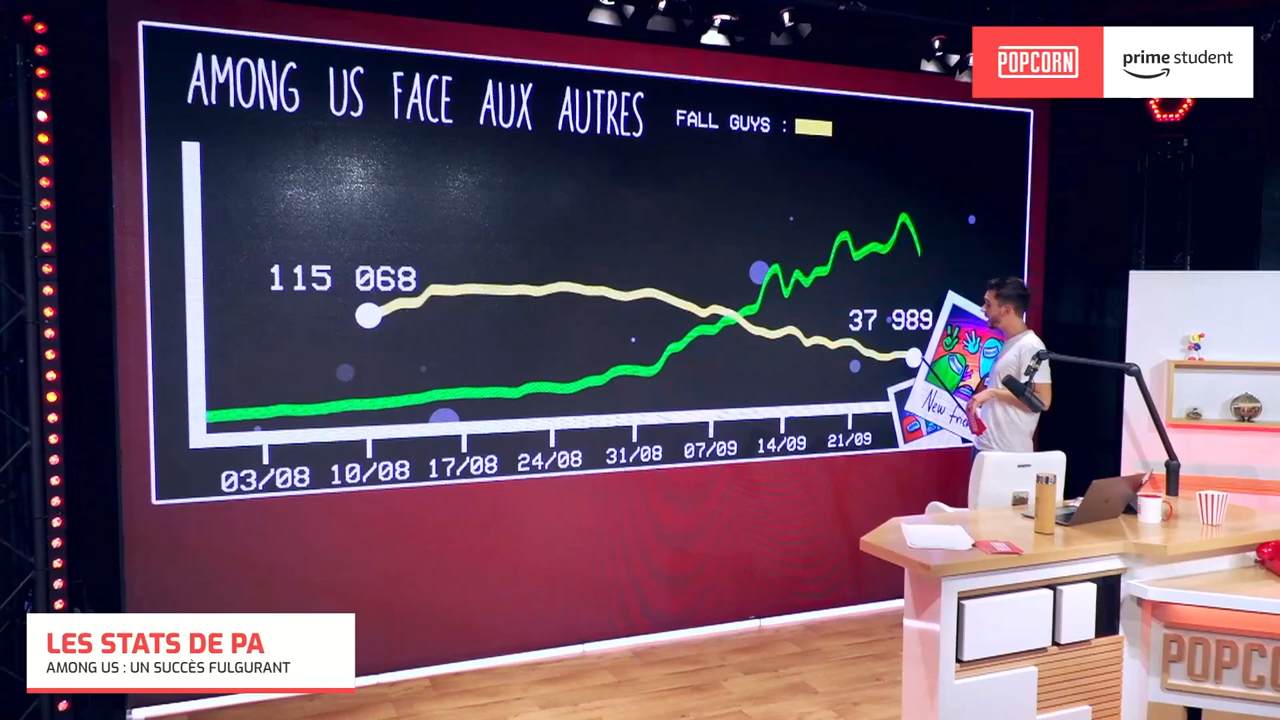 AMONG US FACE AUX AUTRES
FALL GUYS :
POPCORN
prime student
115 068
37 989
New
03/08 10/08 17/08 24/08 31/08 07/09 14/09 21/09
LES STATS DE PA
AMONG US : UN SUCCÈS FULGURANT